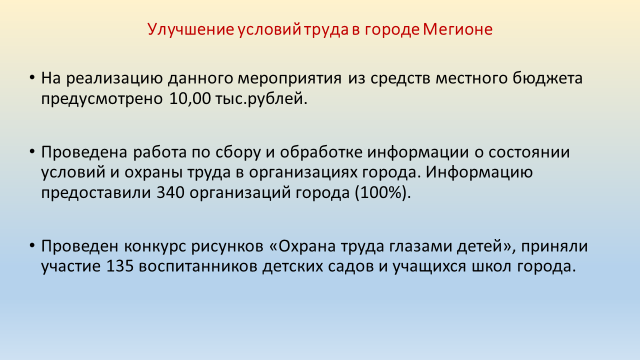 Улучшение условий труда в городе Мегионе
• На реализацию данного мероприятия из средств местного бюджета
предусмотрено 10,00 тыс.рублей.
• Проведена работа по сбору и обработке информации о состоянии
условий и охраны труда в организациях города. Информацию
предоставили 340 организаций города (100%).
• Проведен конкурс рисунков «Охрана труда глазами детей», приняли
участие 135 воспитанников детских садов и учащихся школ города.